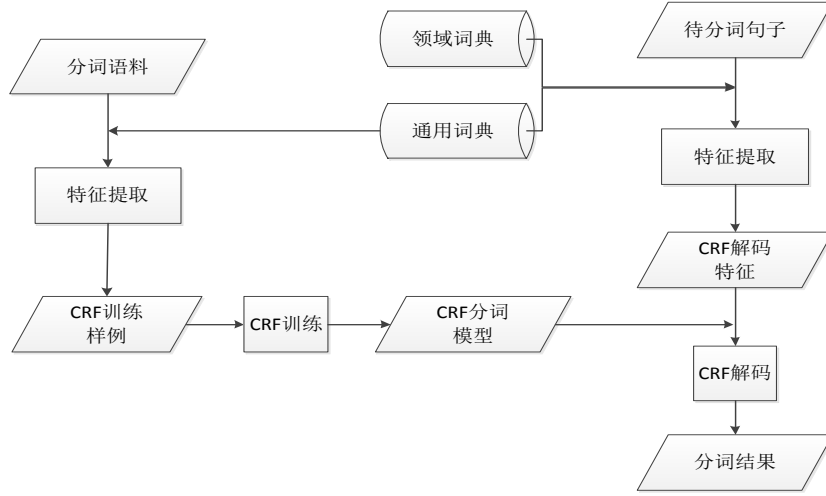 领域词典
待分词句子
分词语料
通用词典
特征提取
特征提取
CRF解码
特征
CRF训练
样例
CRF训练
CRF分词
模型
CRF解码
分词结果